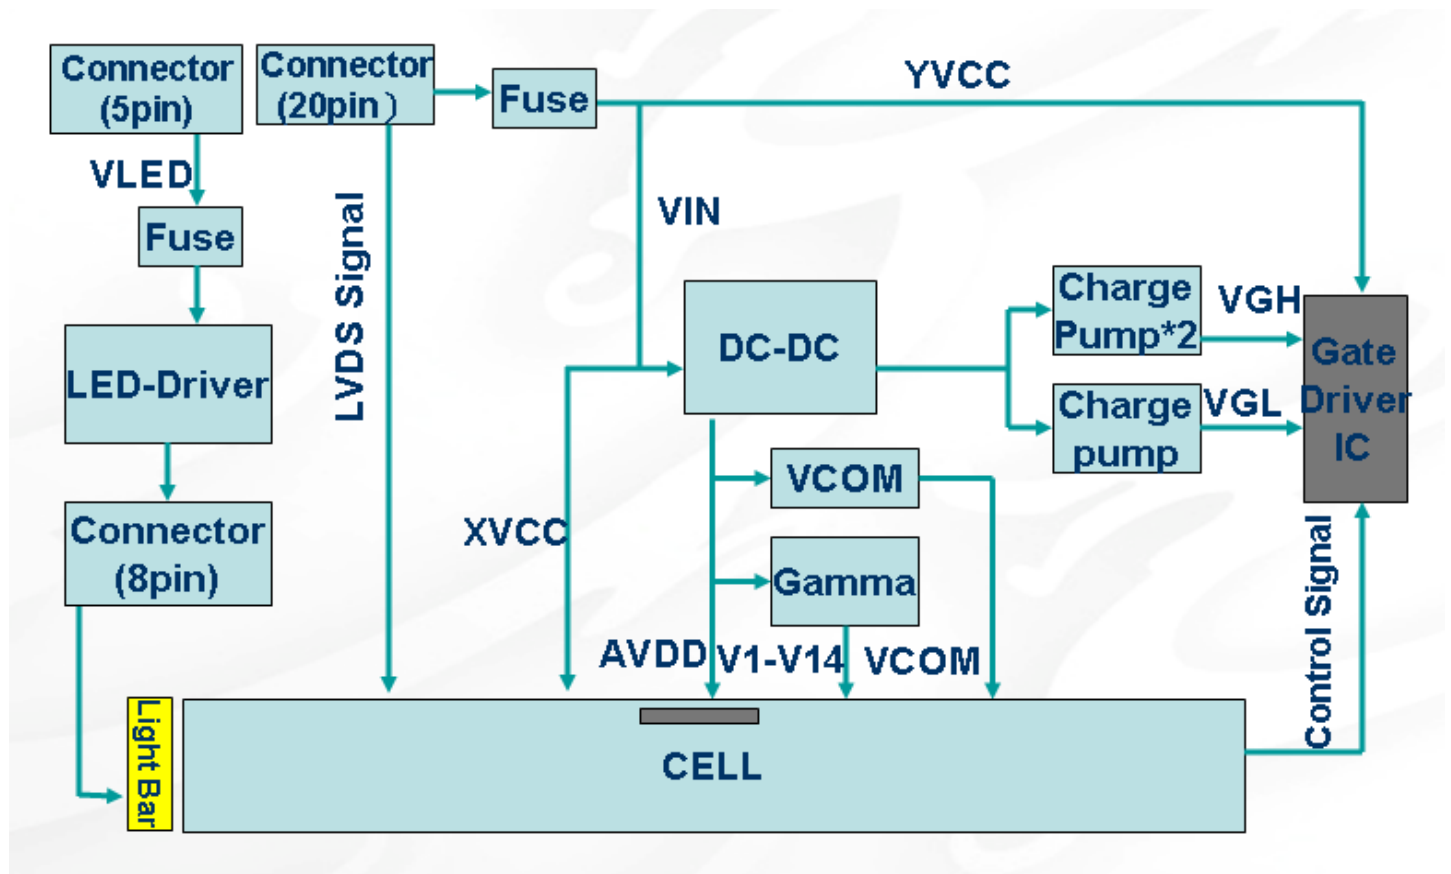 Connector
(5pin)
Connector
(20pin）
Fuse
YVCC
VLED
Fuse
LVDS Signal
VIN
LED-Driver
DC-DC
Charge
Pump*2
VGH
Charge
pump
VGL
Gate
Driver
IC
Connector
(8pin)
XVCC
VCOM
Gamma
AVDD
V1-V14
VCOM
Control Signal
Light Bar
CELL